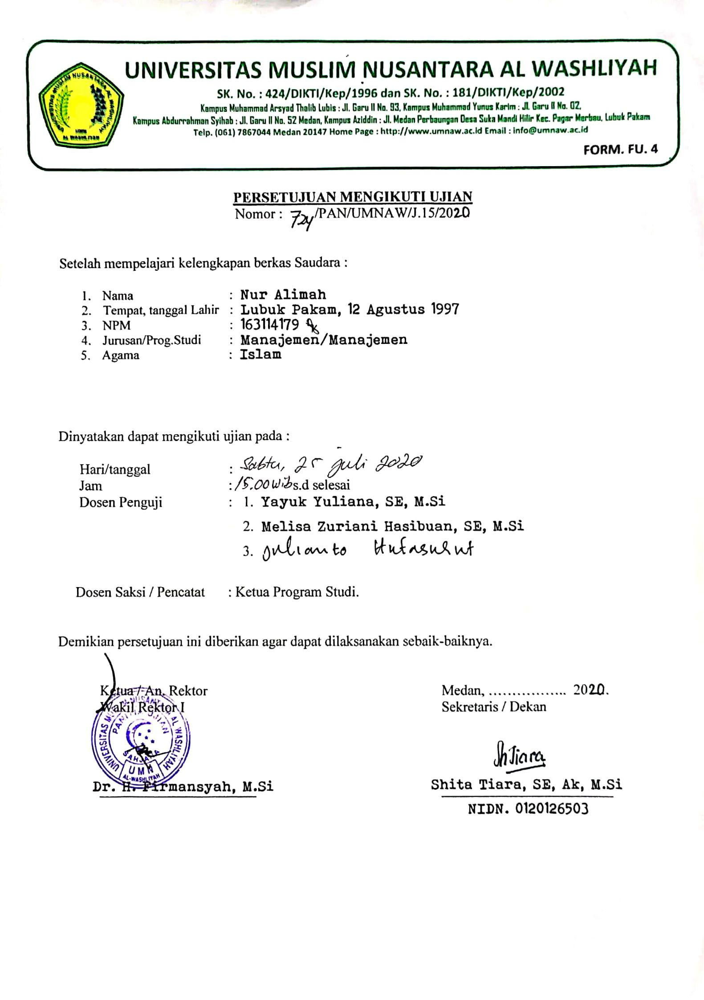 UNIVERSITAS MUSLIM NUSANTARA AL WASHLIYAH
SK. No. : 424/DIKTI/Kep/1996 dan SK. No. : 181/DIKTI/Kep/2002
Kampus Muhammad Arsyad Thalib Lubis : Jl. Garu II No. 93, Kampus Muhammad Yunus Karim : Jl. Garu II No. 02,
Kampus Abdurrahman Syihab : Jl. Garu II No. 52 Medan, Kampus Aziddin : Jl. Medan Perbaungan Desa Suka Mandi Hilir Kec. Pagar Merbau, Lubuk Pakam
Telp. (061) 7867044 Medan 20147 Home Page : http://www.umnaw.ac.id Email : info@umnaw.ac.id
FORM. FU. 4
PERSETUJUAN MENGIKUTI UJIAN
Nomor : /PAN/UMNAW/J.15/2020
Setelah mempelajari kelengkapan berkas Saudara :
1. Nama : Nur Alimah
2. Tempat, tanggal Lahir : Lubuk Pakam, 12 Agustus 1997
3. NPM : 163114179
4. Jurusan/Prog.Studi : Manajemen/Manajemen
5. Agama : Islam
Dinyatakan dapat mengikuti ujian pada :
Hari/tanggal : Sabtu, 25 juli 2020
Jam : 15.00 wib s.d selesai
Dosen Penguji : 1. Yayuk Yuliana, SE, M.Si
2. Melisa Zuriani Hasibuan, SE, M.Si
3. Julianto Hutasuhut
Dosen Saksi / Pencatat : Ketua Program Studi.
Demikian persetujuan ini diberikan agar dapat dilaksanakan sebaik-baiknya.
Ketua / An. Rektor
Wakil Rektor I
UNIVERSITAS MUSLIM NUSANTARA AL WASHLIYAH
PANITIA UJIAN
SARJANA
UMN
AL-WASHLIYAH
Dr. H. Firmansyah, M.Si
Medan, ................. 2020.
Sekretaris / Dekan
ShTiara
Shita Tiara, SE, Ak, M.Si
NIDN. 0120126503